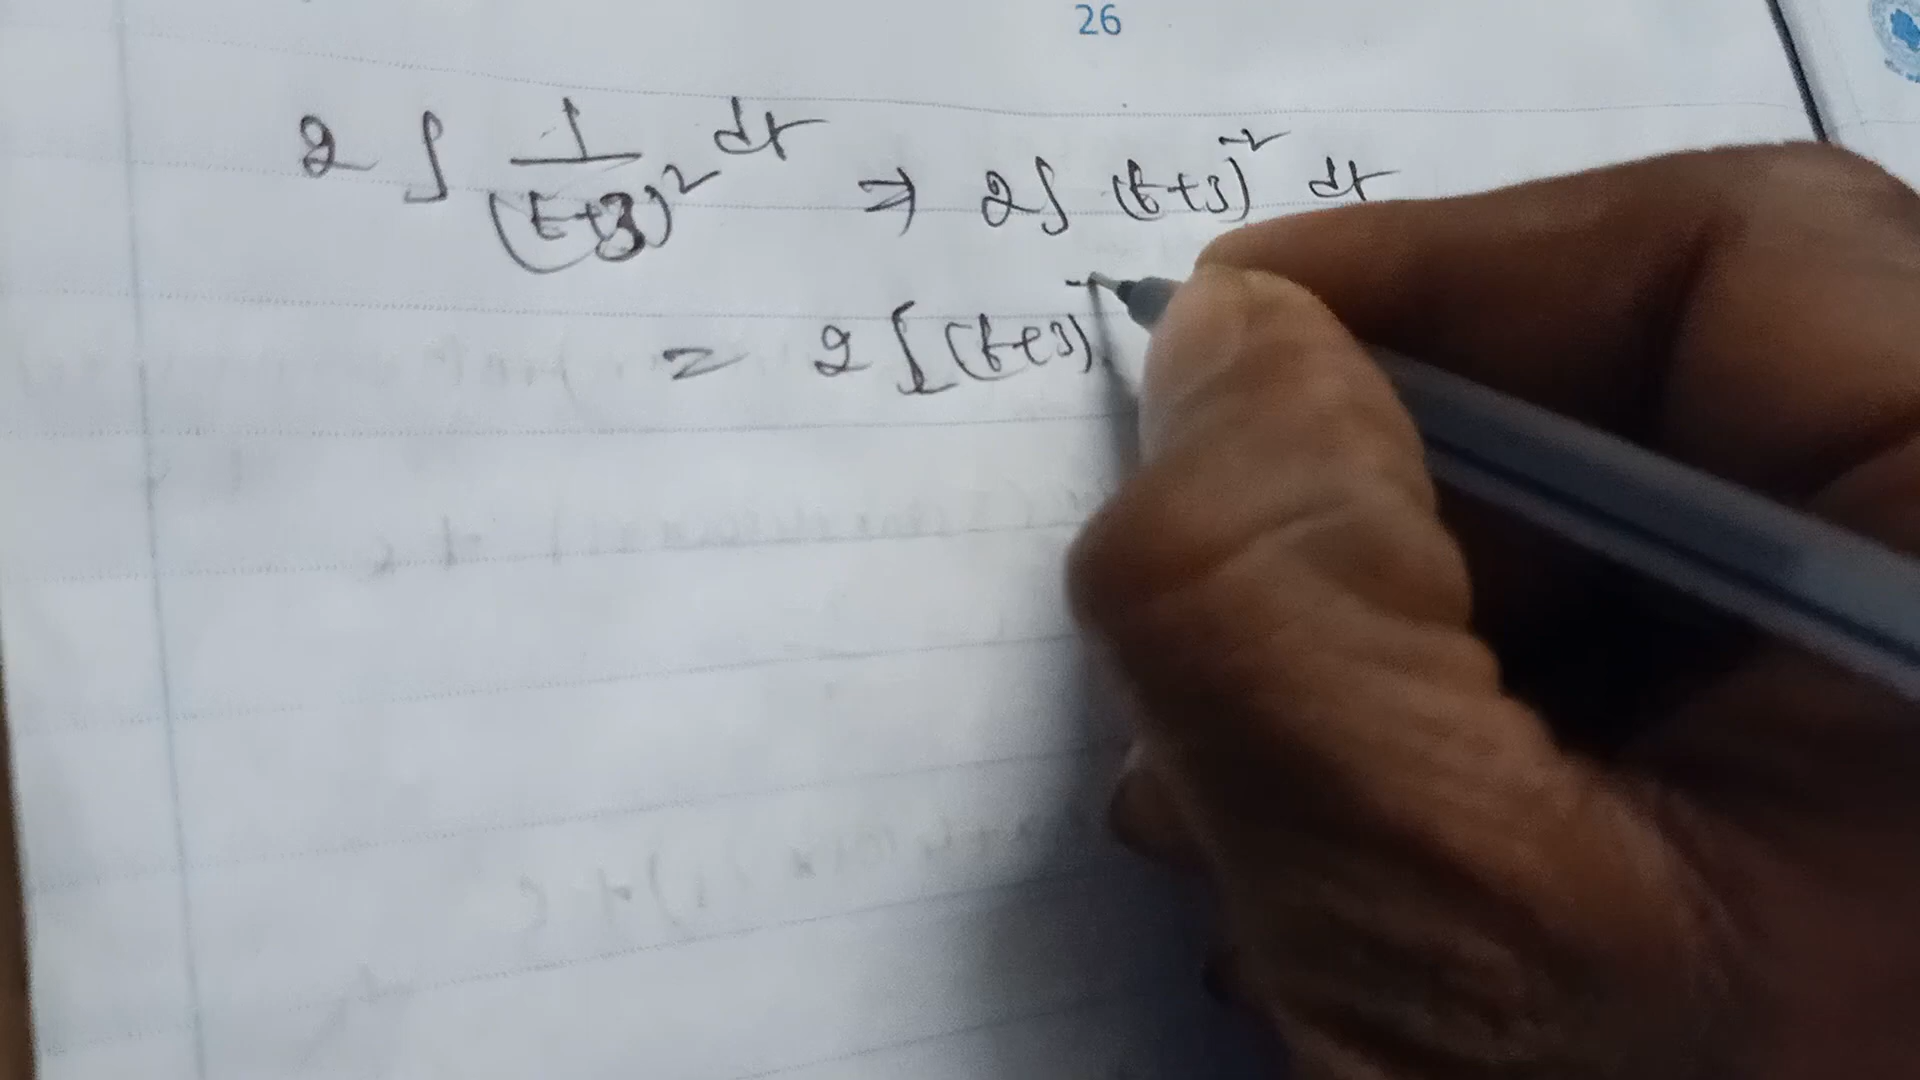 26
2 ∫ 1/(t+3)² dt ⇒ 2∫ (t+3)⁻² dt
= 2 [(t+3)⁻